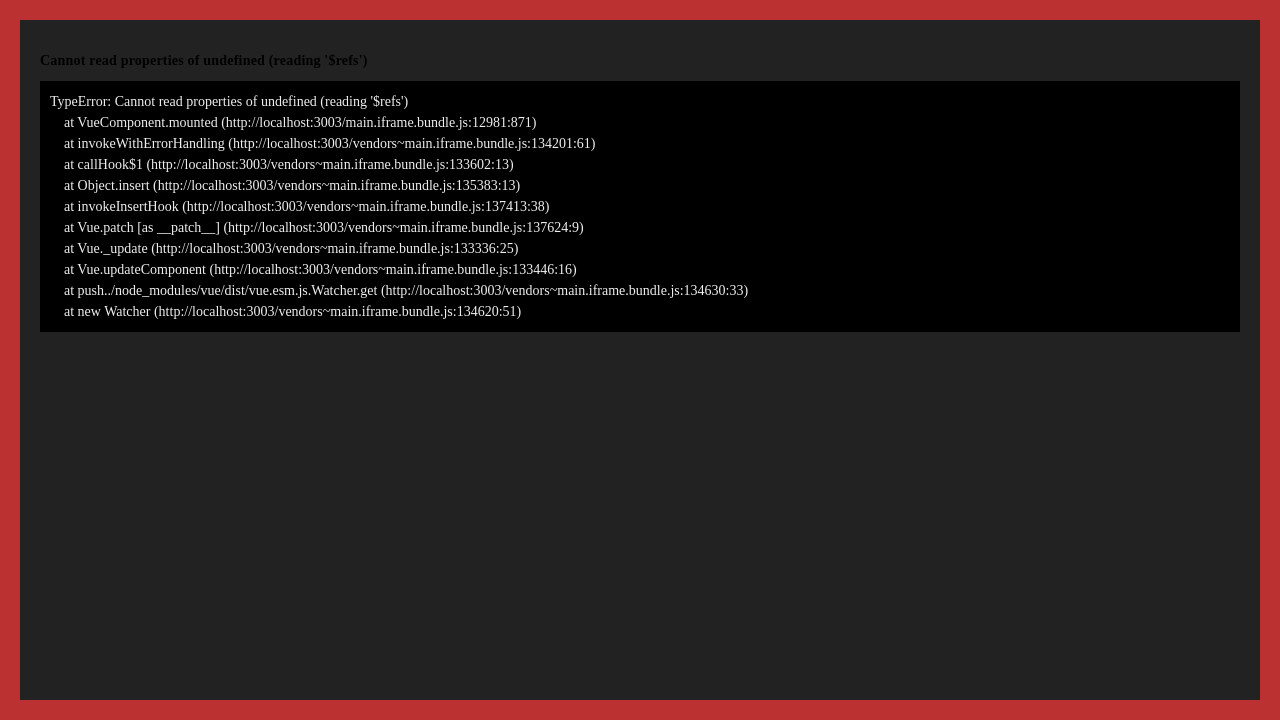 Cannot read properties of undefined (reading '$refs')
TypeError: Cannot read properties of undefined (reading '$refs')
at VueComponent.mounted (http://localhost:3003/main.iframe.bundle.js:12981:871)
at invokeWithErrorHandling (http://localhost:3003/vendors~main.iframe.bundle.js:134201:61)
at callHook$1 (http://localhost:3003/vendors~main.iframe.bundle.js:133602:13)
at Object.insert (http://localhost:3003/vendors~main.iframe.bundle.js:135383:13)
at invokeInsertHook (http://localhost:3003/vendors~main.iframe.bundle.js:137413:38)
at Vue.patch [as __patch__] (http://localhost:3003/vendors~main.iframe.bundle.js:137624:9)
at Vue._update (http://localhost:3003/vendors~main.iframe.bundle.js:133336:25)
at Vue.updateComponent (http://localhost:3003/vendors~main.iframe.bundle.js:133446:16)
at push../node_modules/vue/dist/vue.esm.js.Watcher.get (http://localhost:3003/vendors~main.iframe.bundle.js:134630:33)
at new Watcher (http://localhost:3003/vendors~main.iframe.bundle.js:134620:51)